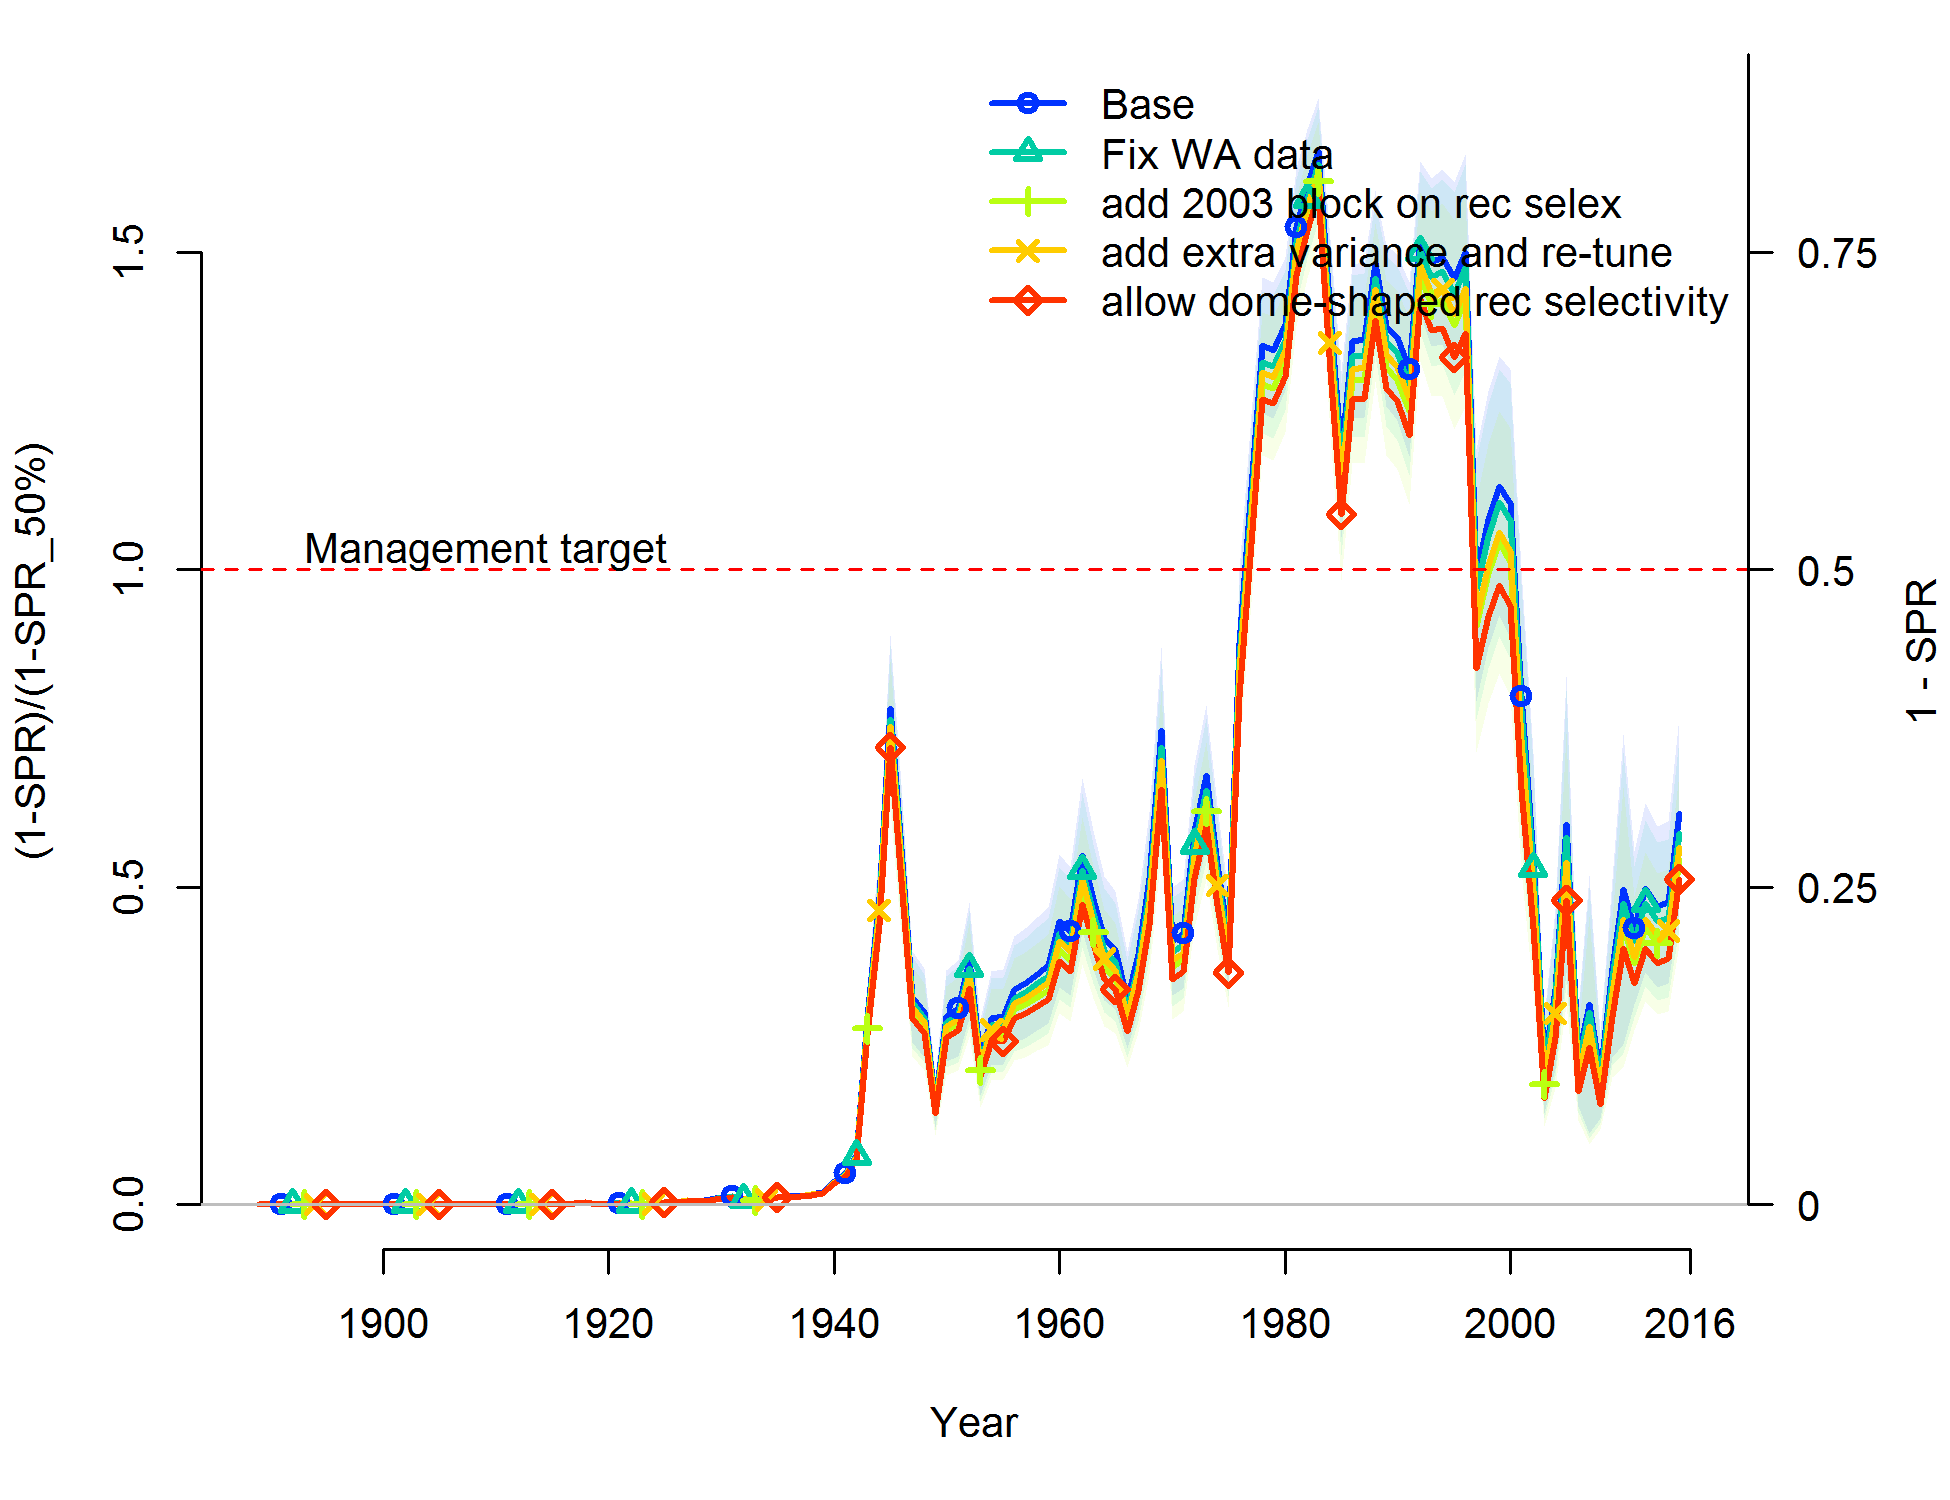 Base
Fix WA data
add 2003 block on rec selex
add extra variance and re-tune
allow dome-shaped rec selectivity
Management target
(1-SPR)/(1-SPR_50%)
1.5
1.0
0.5
0.0
0.75
0.5
0.25
0
1 - SPR
1900 1920 1940 1960 1980 2000 2016
Year